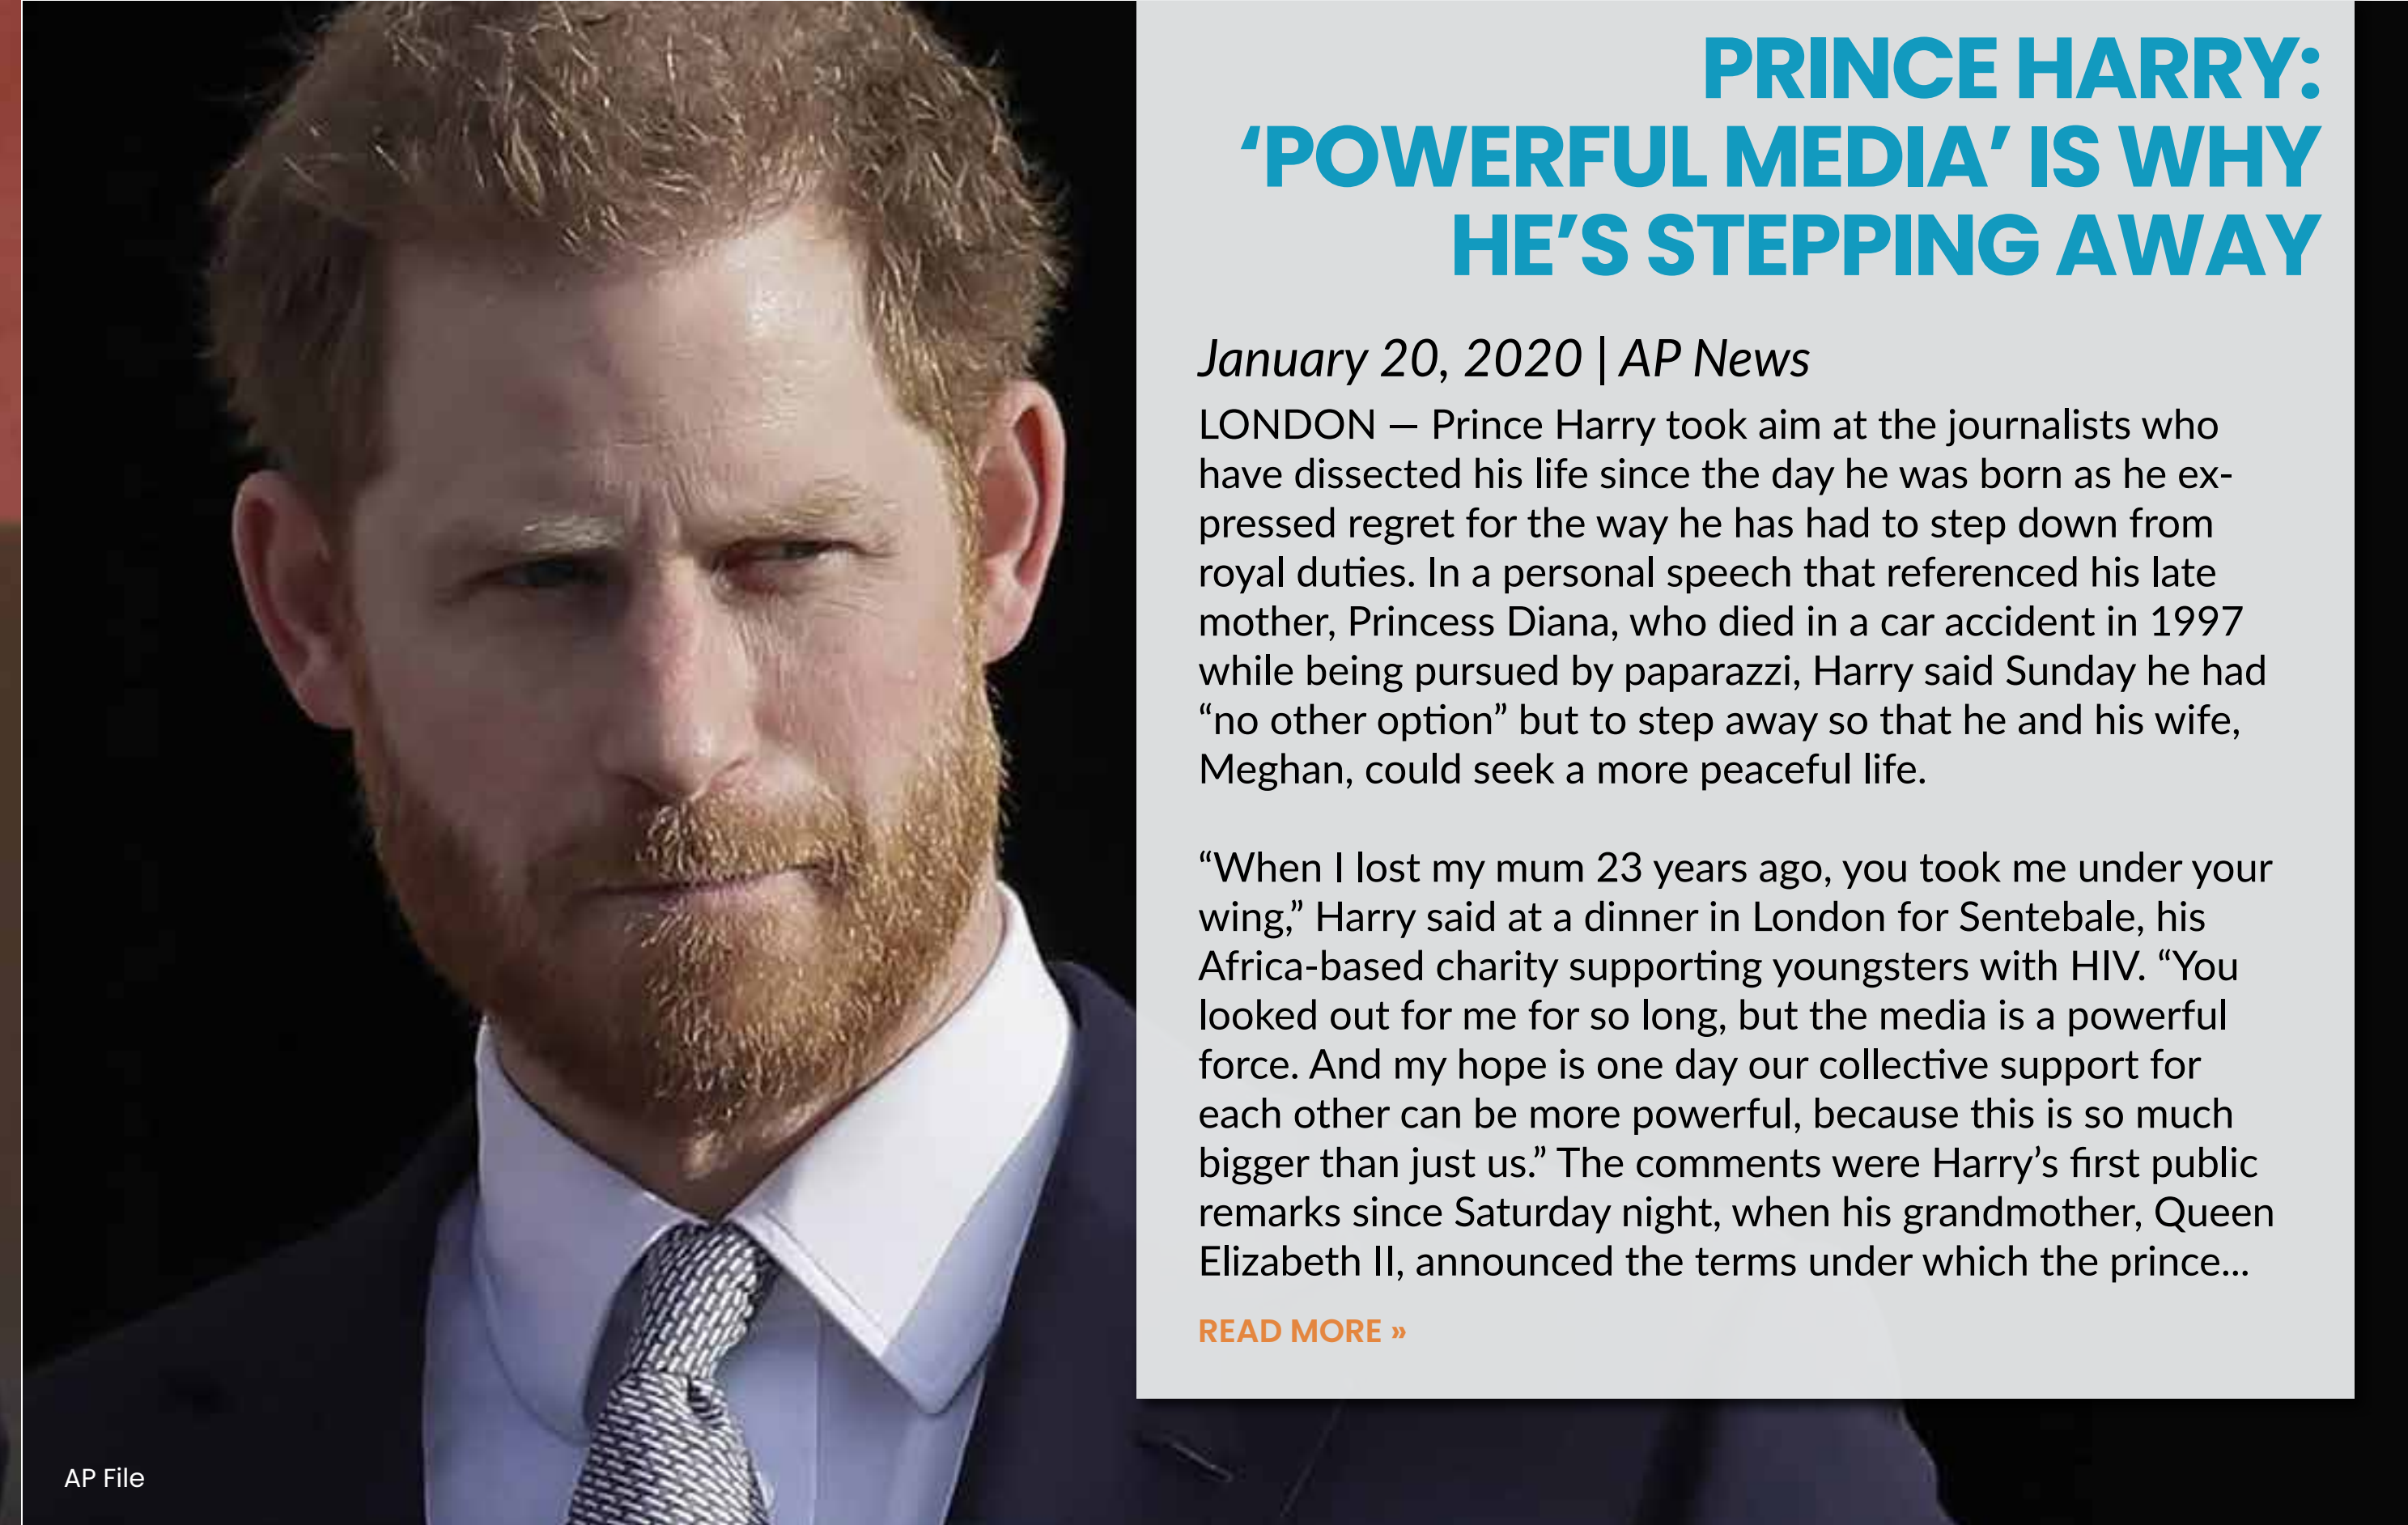 PRINCE HARRY:
‘POWERFUL MEDIA’ IS WHY
HE’S STEPPING AWAY
January 20, 2020 | AP News
LONDON — Prince Harry took aim at the journalists who
have dissected his life since the day he was born as he ex-
pressed regret for the way he has had to step down from
royal duties. In a personal speech that referenced his late
mother, Princess Diana, who died in a car accident in 1997
while being pursued by paparazzi, Harry said Sunday he had
“no other option” but to step away so that he and his wife,
Meghan, could seek a more peaceful life.
“When I lost my mum 23 years ago, you took me under your
wing,” Harry said at a dinner in London for Sentebale, his
Africa-based charity supporting youngsters with HIV. “You
looked out for me for so long, but the media is a powerful
force. And my hope is one day our collective support for
each other can be more powerful, because this is so much
bigger than just us.” The comments were Harry’s first public
remarks since Saturday night, when his grandmother, Queen
Elizabeth II, announced the terms under which the prince...
READ MORE »
AP File